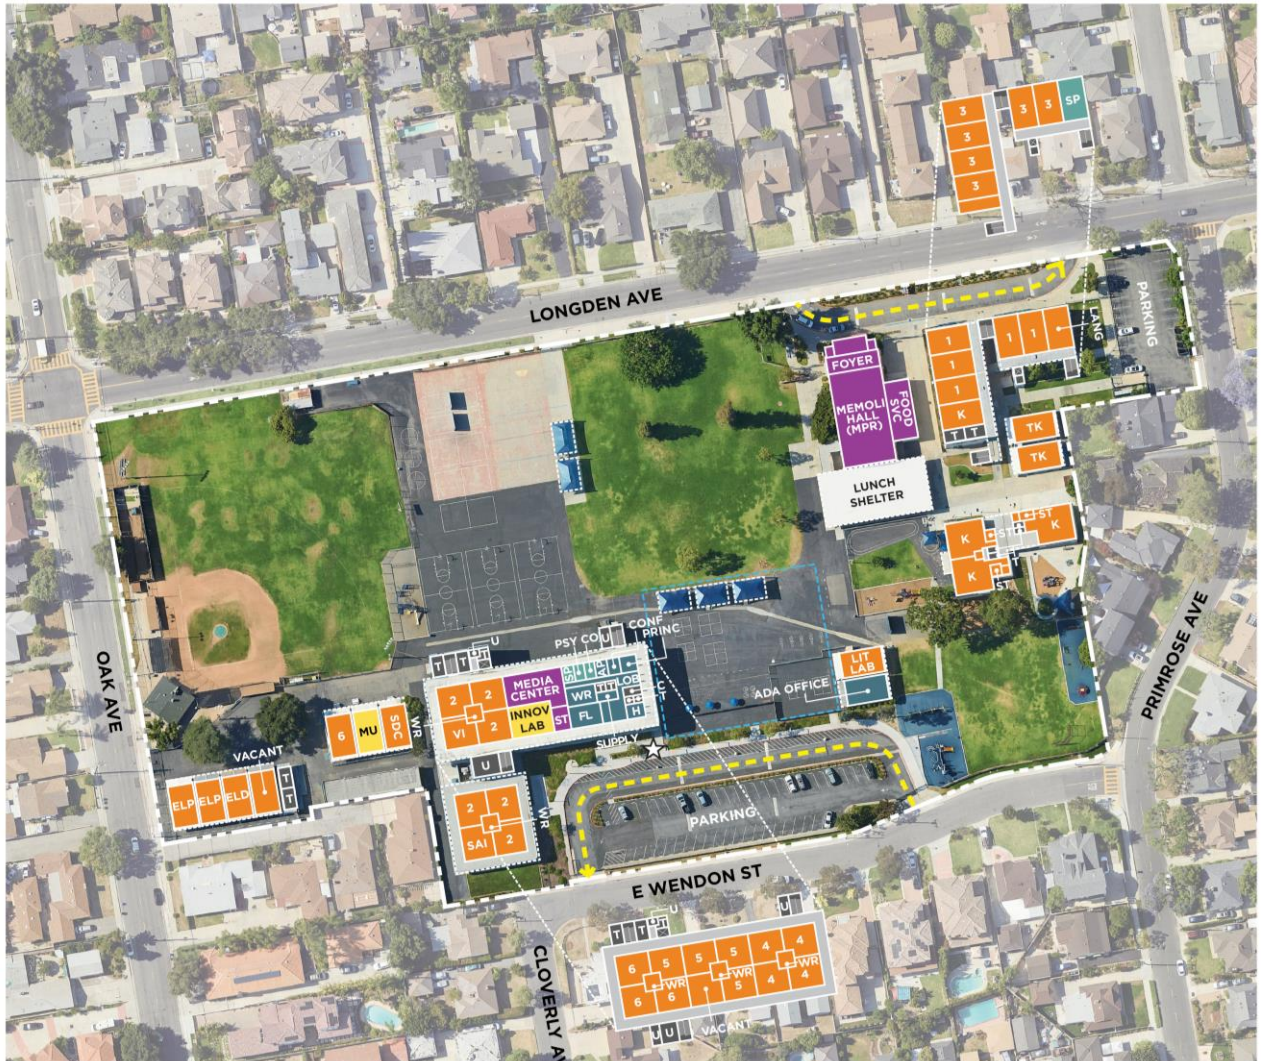 3
3
3
3
3
3
SP
LONGDEN AVE
PARKING
LANG
FOYER
MEMOLI
HALL
(MPR)
FOOD
SVC
1
1
1
K
T T
1
1
TK
TK
LUNCH
SHELTER
K
K
K
ST
ST
ST
OAK AVE
PRIMROSE AVE
U
T T
PSY COU
U
CONF
PRINC
2
2
VI
2
MEDIA
CENTER
INNOV
LAB
ST
WR
FL
LOB
H
SUPPLY
LIT
LAB
ADA OFFICE
6
MU
SDC
WR
VACANT
ELP
ELP
ELD
T
T
U
2
2
SAI
2
WR
PARKING
E WENDON ST
CLOVERLY AV
T T
U
U
6
5
5
5
4
4
WR
WR
WR
6
6
5
4
U U
VACANT